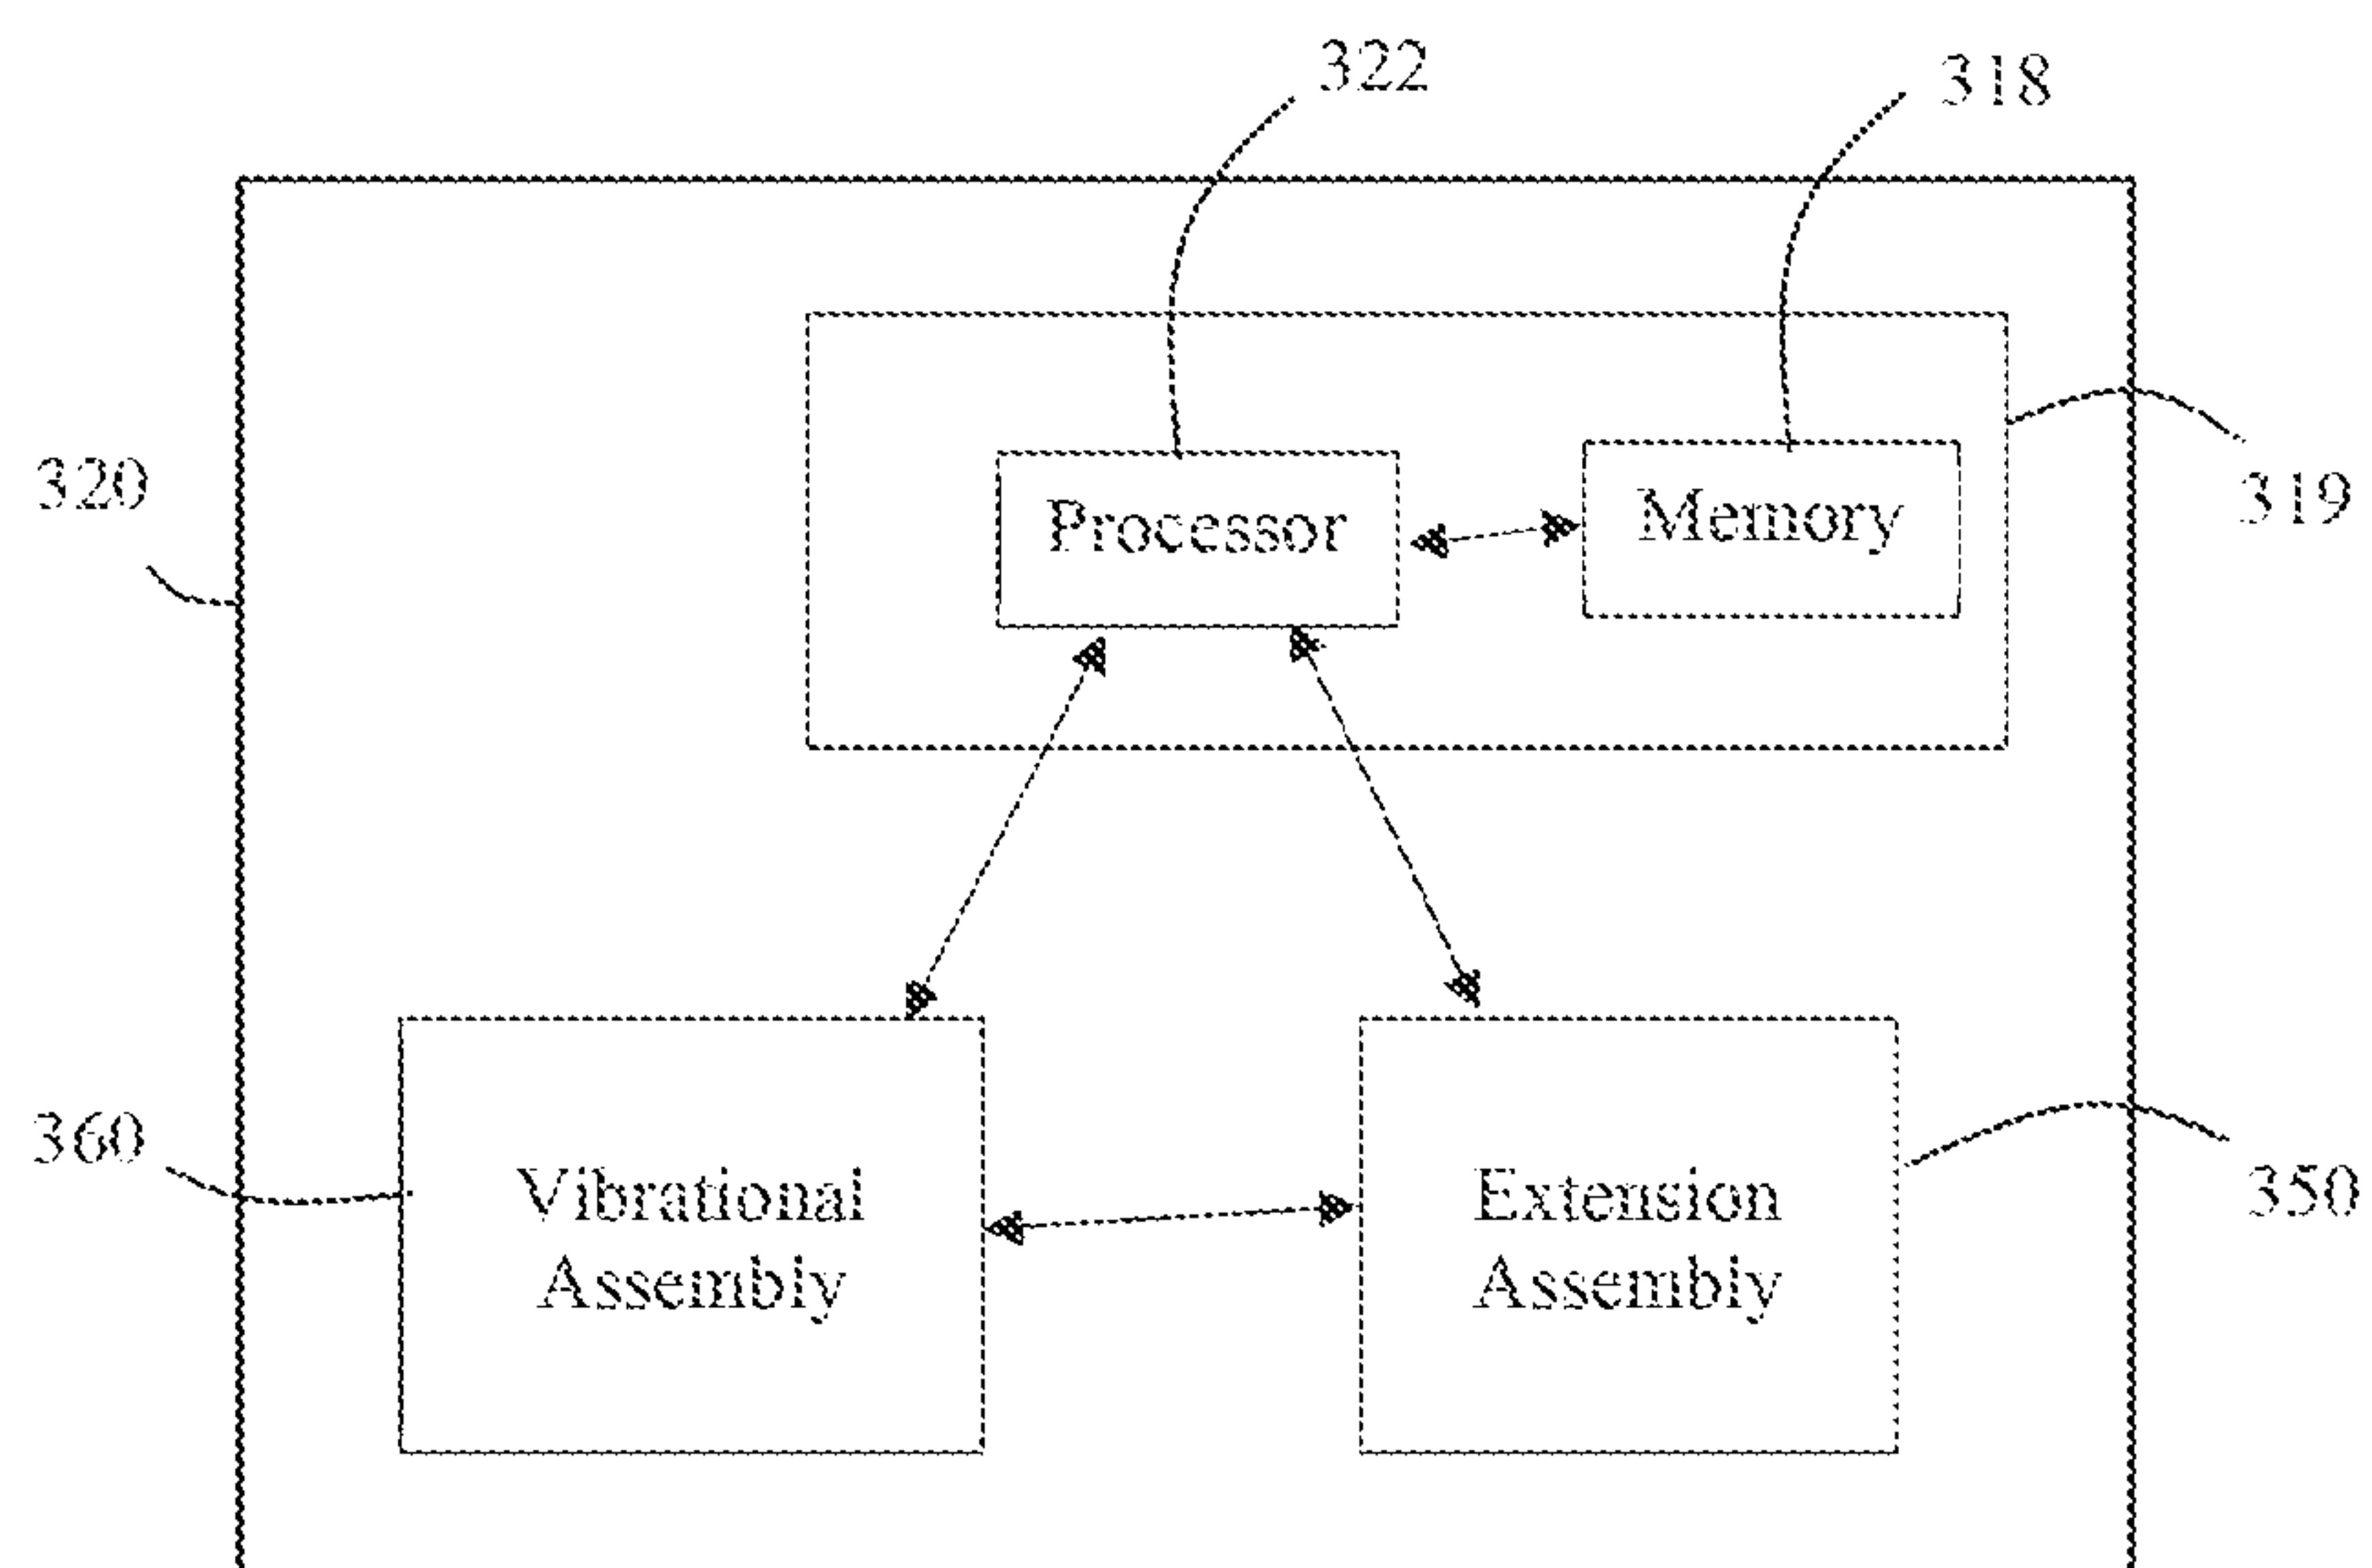 322
318
320
319
Processor
Memory
360
350
Vibrational
Assembly
Extension
Assembly